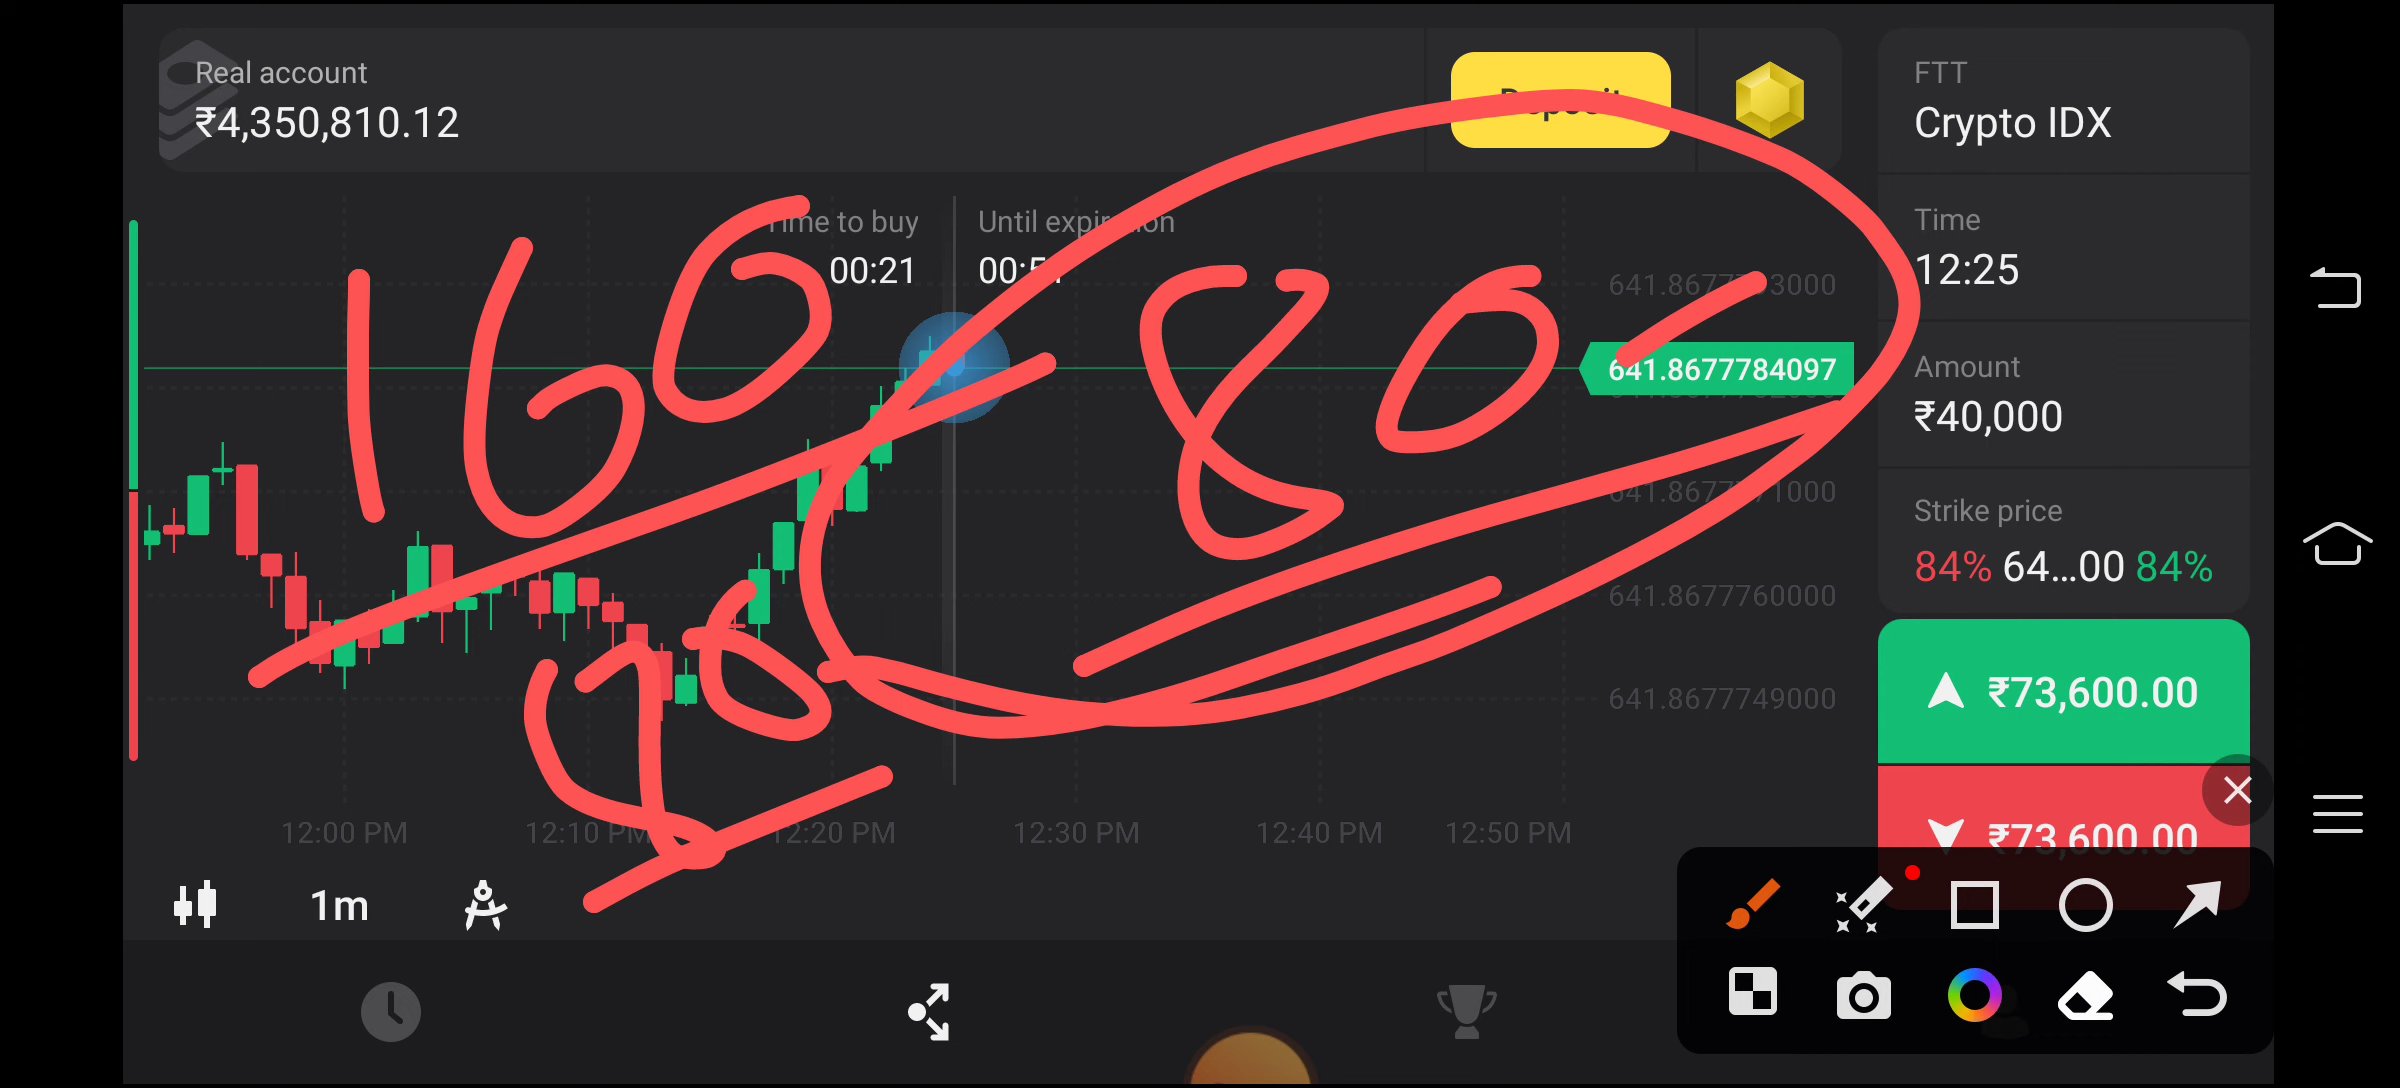 Real account
₹4,350,810.12
FTT
Crypto IDX
Time to buy
00:21
Until expiration
Time
12:25
160
80
641.8677784097
Amount
₹40,000
641.8677760000
641.8677749000
Strike price
84% 64...00 84%
₹73,600.00
₹73,600.00
90
12:00 PM
12:10 PM
12:20 PM
12:30 PM
12:40 PM
12:50 PM
1m